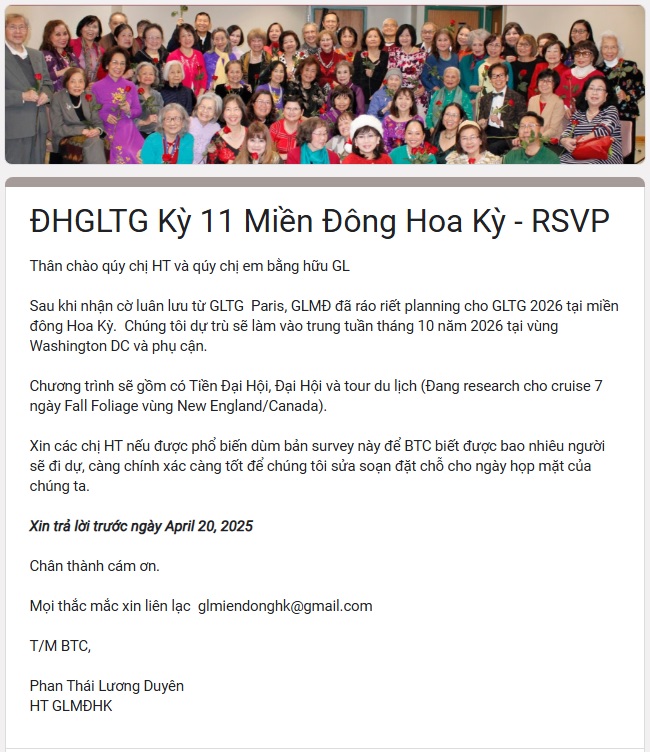 ĐHGLTG Kỳ 11 Miền Đông Hoa Kỳ - RSVP
Thân chào qúy chị HT và qúy chị em bằng hữu GL
Sau khi nhận cờ luân lưu từ GLTG  Paris, GLMĐ đã ráo riết planning cho GLTG 2026 tại miền
đông Hoa Kỳ.  Chúng tôi dự trù sẽ làm vào trung tuần tháng 10 năm 2026 tại vùng
Washington DC và phụ cận.
Chương trình sẽ gồm có Tiền Đại Hội, Đại Hội và tour du lịch (Đang research cho cruise 7
ngày Fall Foliage vùng New England/Canada).
Xin các chị HT nếu được phổ biến dùm bản survey này để BTC biết được bao nhiêu người
sẽ đi dự, càng chính xác càng tốt để chúng tôi sửa soạn đặt chỗ cho ngày họp mặt của
chúng ta.
Xin trả lời trước ngày April 20, 2025
Chân thành cám ơn.
Mọi thắc mắc xin liên lạc  glmiendonghk@gmail.com
T/M BTC,
Phan Thái Lương Duyên
HT GLMĐHK